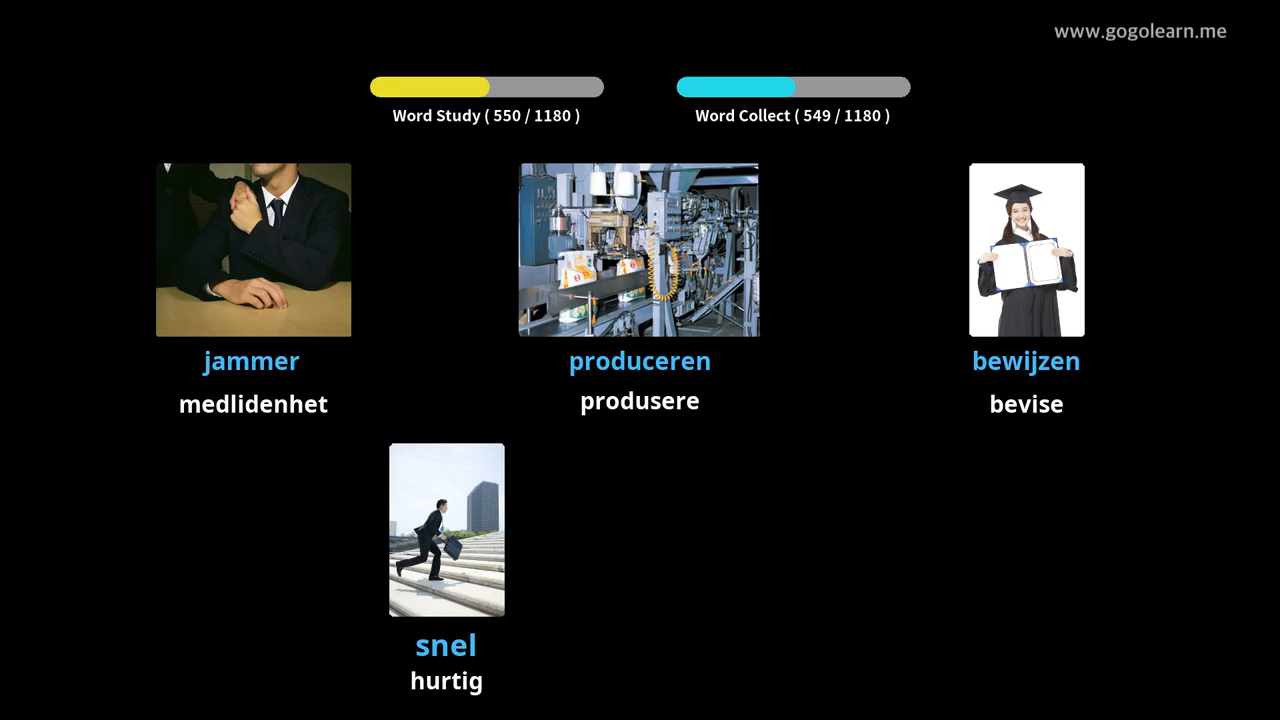 www.gogolearn.me
Word Study ( 550 / 1180 )
Word Collect ( 549 / 1180 )
jammer
medlidenhet
produceren
produsere
bewijzen
bevise
snel
hurtig